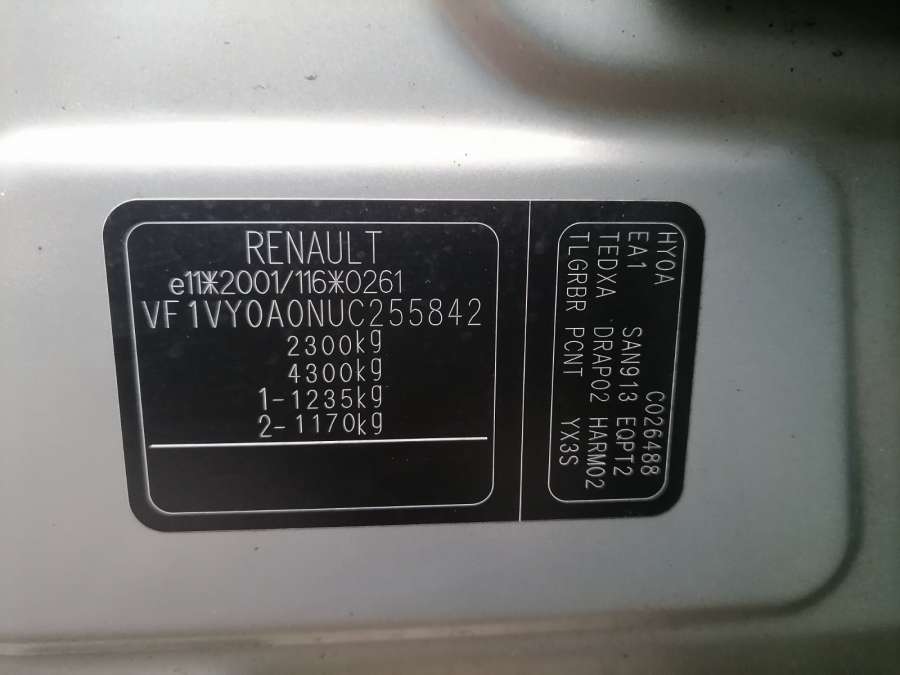 RENAULT
e11*2001/116*0261
VF1VY0A0NUC255842
2300kg
4300kg
1-1235kg
2-1170kg
HY0A C026488
EA1 SAN913 EQPT2
TEDXA DRAP02 HARM02
TLGRBR PCNT YX3S